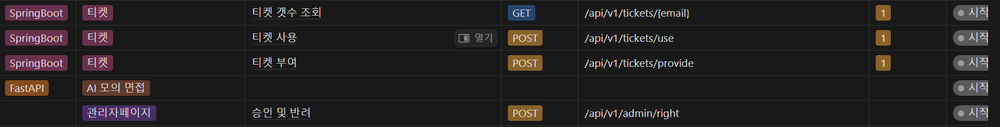 SpringBoot 티켓 티켓 갯수 조회 GET /api/v1/tickets/{email} 1 시작
SpringBoot 티켓 티켓 사용 열기 POST /api/v1/tickets/use 1 시작
SpringBoot 티켓 티켓 부여 POST /api/v1/tickets/provide 1 시작
FastAPI AI 모의 면접 시작
관리자페이지 승인 및 반려 POST /api/v1/admin/right 시작